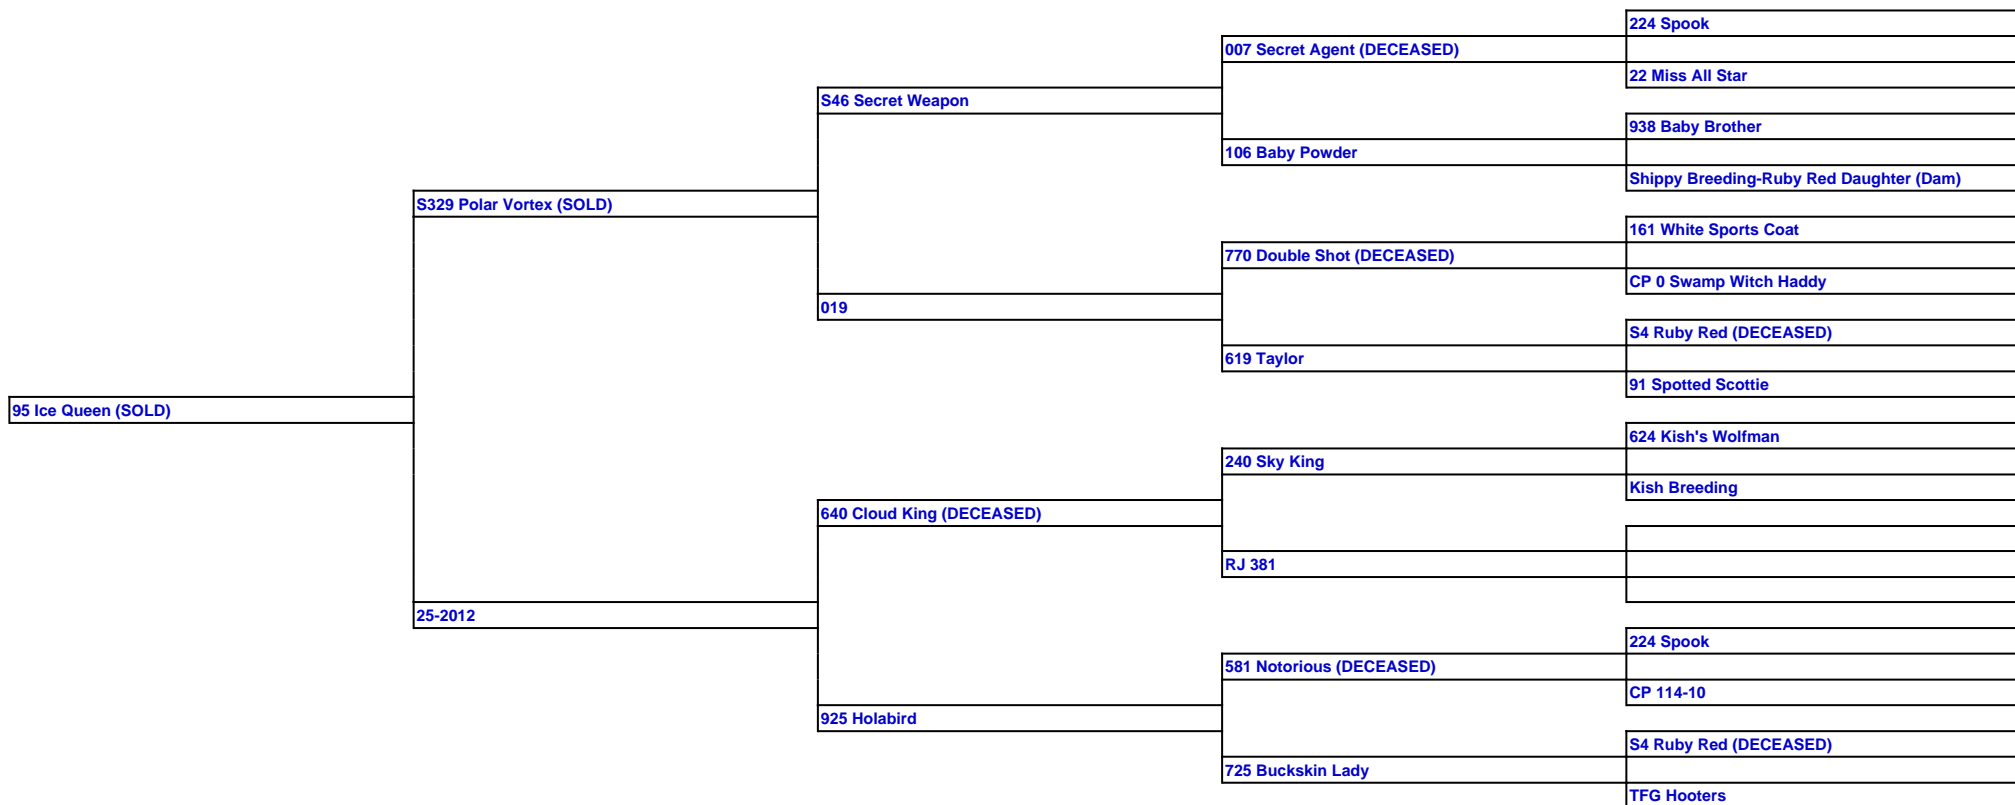 224 Spook
007 Secret Agent (DECEASED)
22 Miss All Star
S46 Secret Weapon
938 Baby Brother
106 Baby Powder
Shippy Breeding-Ruby Red Daughter (Dam)
S329 Polar Vortex (SOLD)
161 White Sports Coat
770 Double Shot (DECEASED)
CP 0 Swamp Witch Haddy
019
S4 Ruby Red (DECEASED)
619 Taylor
91 Spotted Scottie
95 Ice Queen (SOLD)
624 Kish's Wolfman
240 Sky King
Kish Breeding
640 Cloud King (DECEASED)
RJ 381
25-2012
224 Spook
581 Notorious (DECEASED)
CP 114-10
925 Holabird
S4 Ruby Red (DECEASED)
725 Buckskin Lady
TFG Hooters